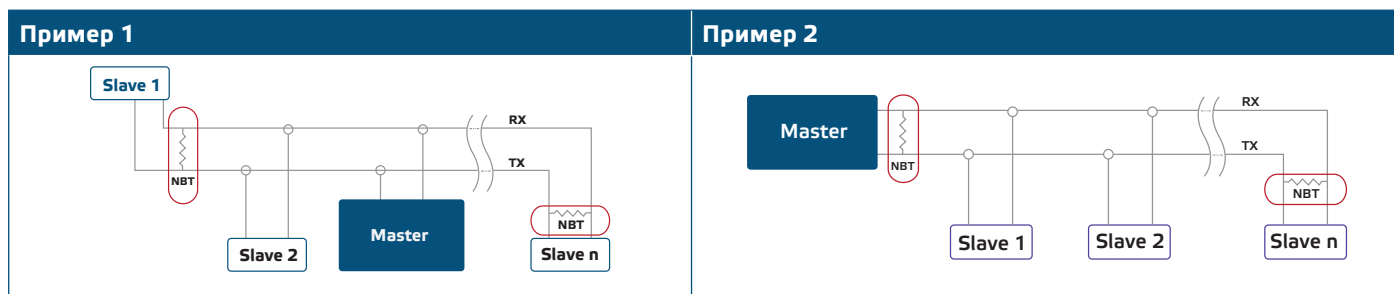 Пример 1
Slave 1
RX
TX
NBT
NBT
Master
Slave 2
Slave n
Пример 2
Master
RX
TX
NBT
NBT
Slave 1
Slave 2
Slave n